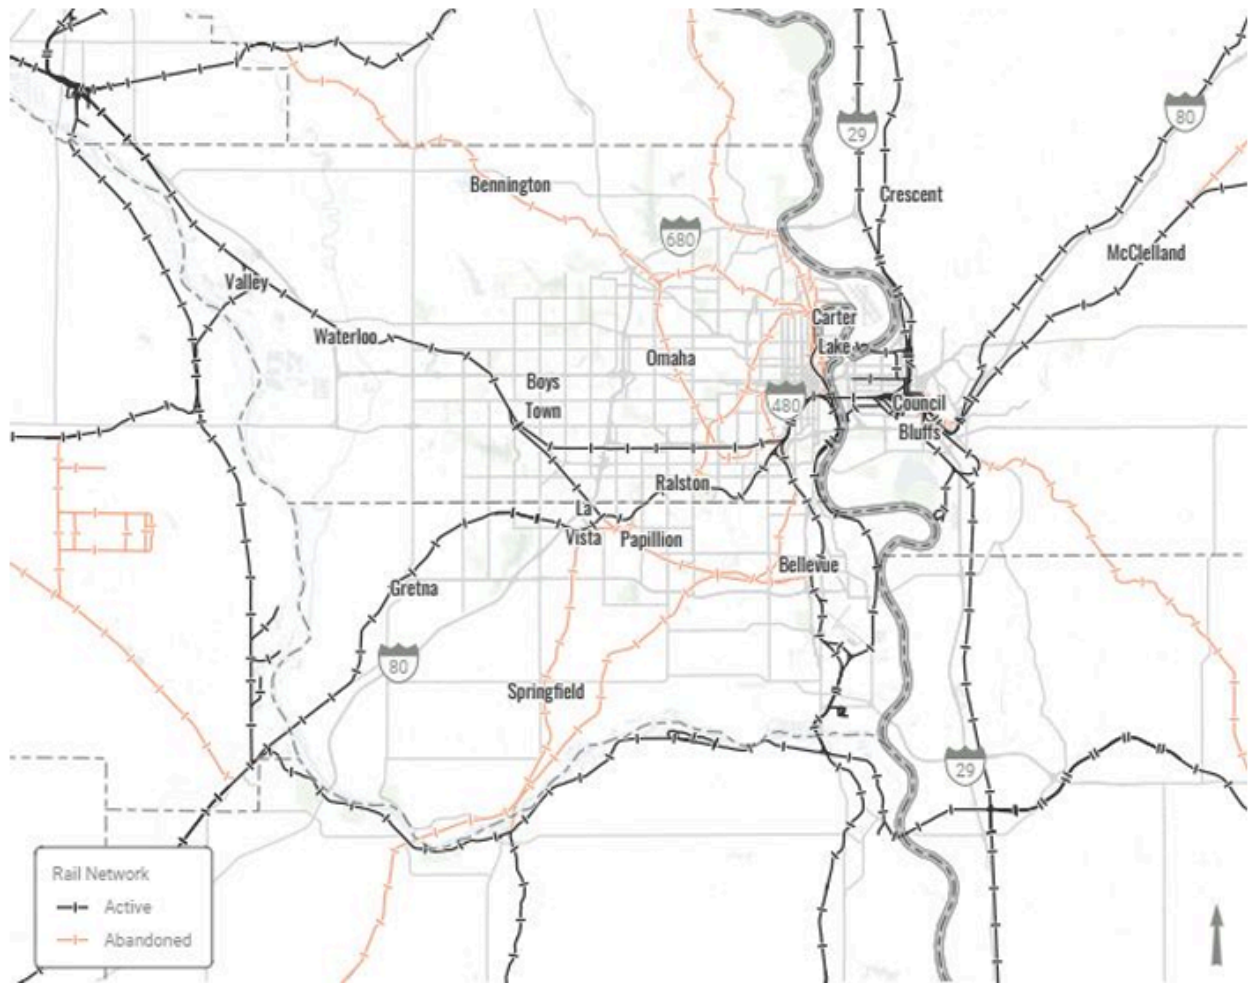 80
29
Bennington
Crescent
680
McClelland
Valley
Carter
Lake
Waterloo
Omaha
Boys
Town
480
Council
Bluffs
Ralston
La
Vista
Papillion
Bellevue
Gretna
80
Springfield
29
Rail Network
Active
Abandoned